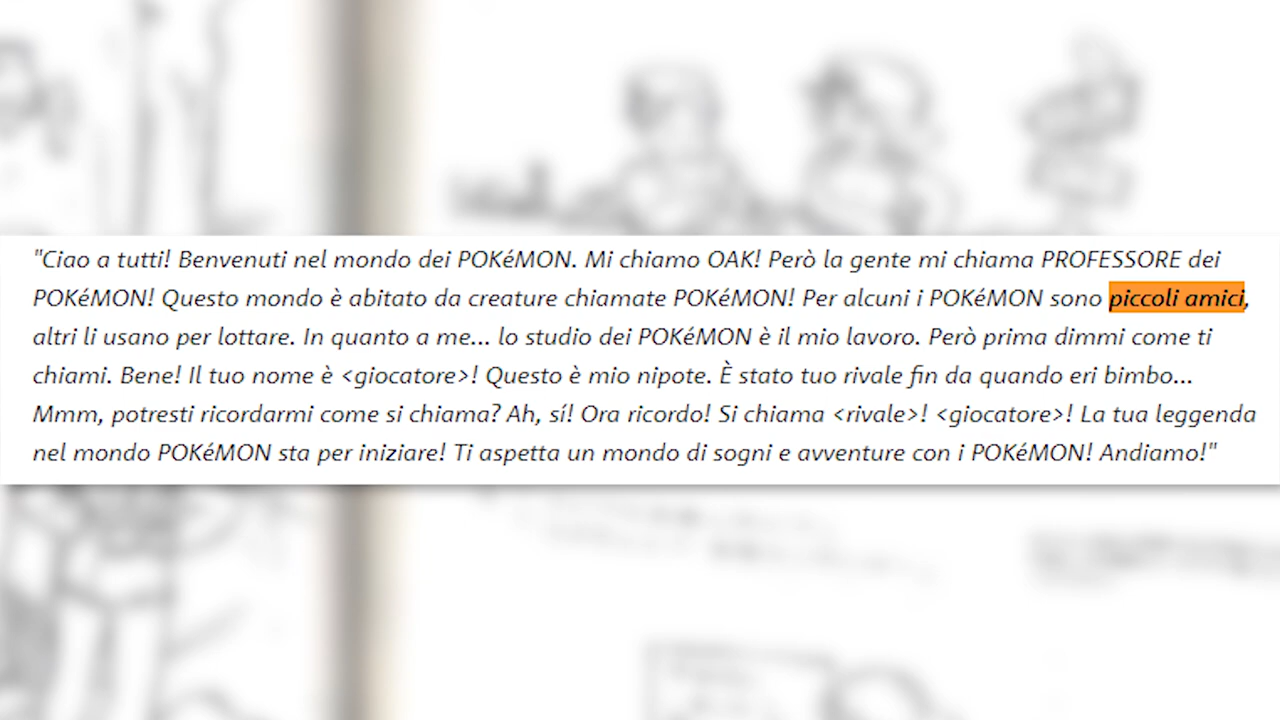 "Ciao a tutti! Benvenuti nel mondo dei POKéMON. Mi chiamo OAK! Però la gente mi chiama PROFESSORE dei
POKéMON! Questo mondo è abitato da creature chiamate POKéMON! Per alcuni i POKéMON sono piccoli amici,
altri li usano per lottare. In quanto a me... lo studio dei POKéMON è il mio lavoro. Però prima dimmi come ti
chiami. Bene! Il tuo nome è <giocatore>! Questo è mio nipote. È stato tuo rivale fin da quando eri bimbo...
Mmm, potresti ricordarmi come si chiama? Ah, sí! Ora ricordo! Si chiama <rivale>! <giocatore>! La tua leggenda
nel mondo POKéMON sta per iniziare! Ti aspetta un mondo di sogni e avventure con i POKéMON! Andiamo!"